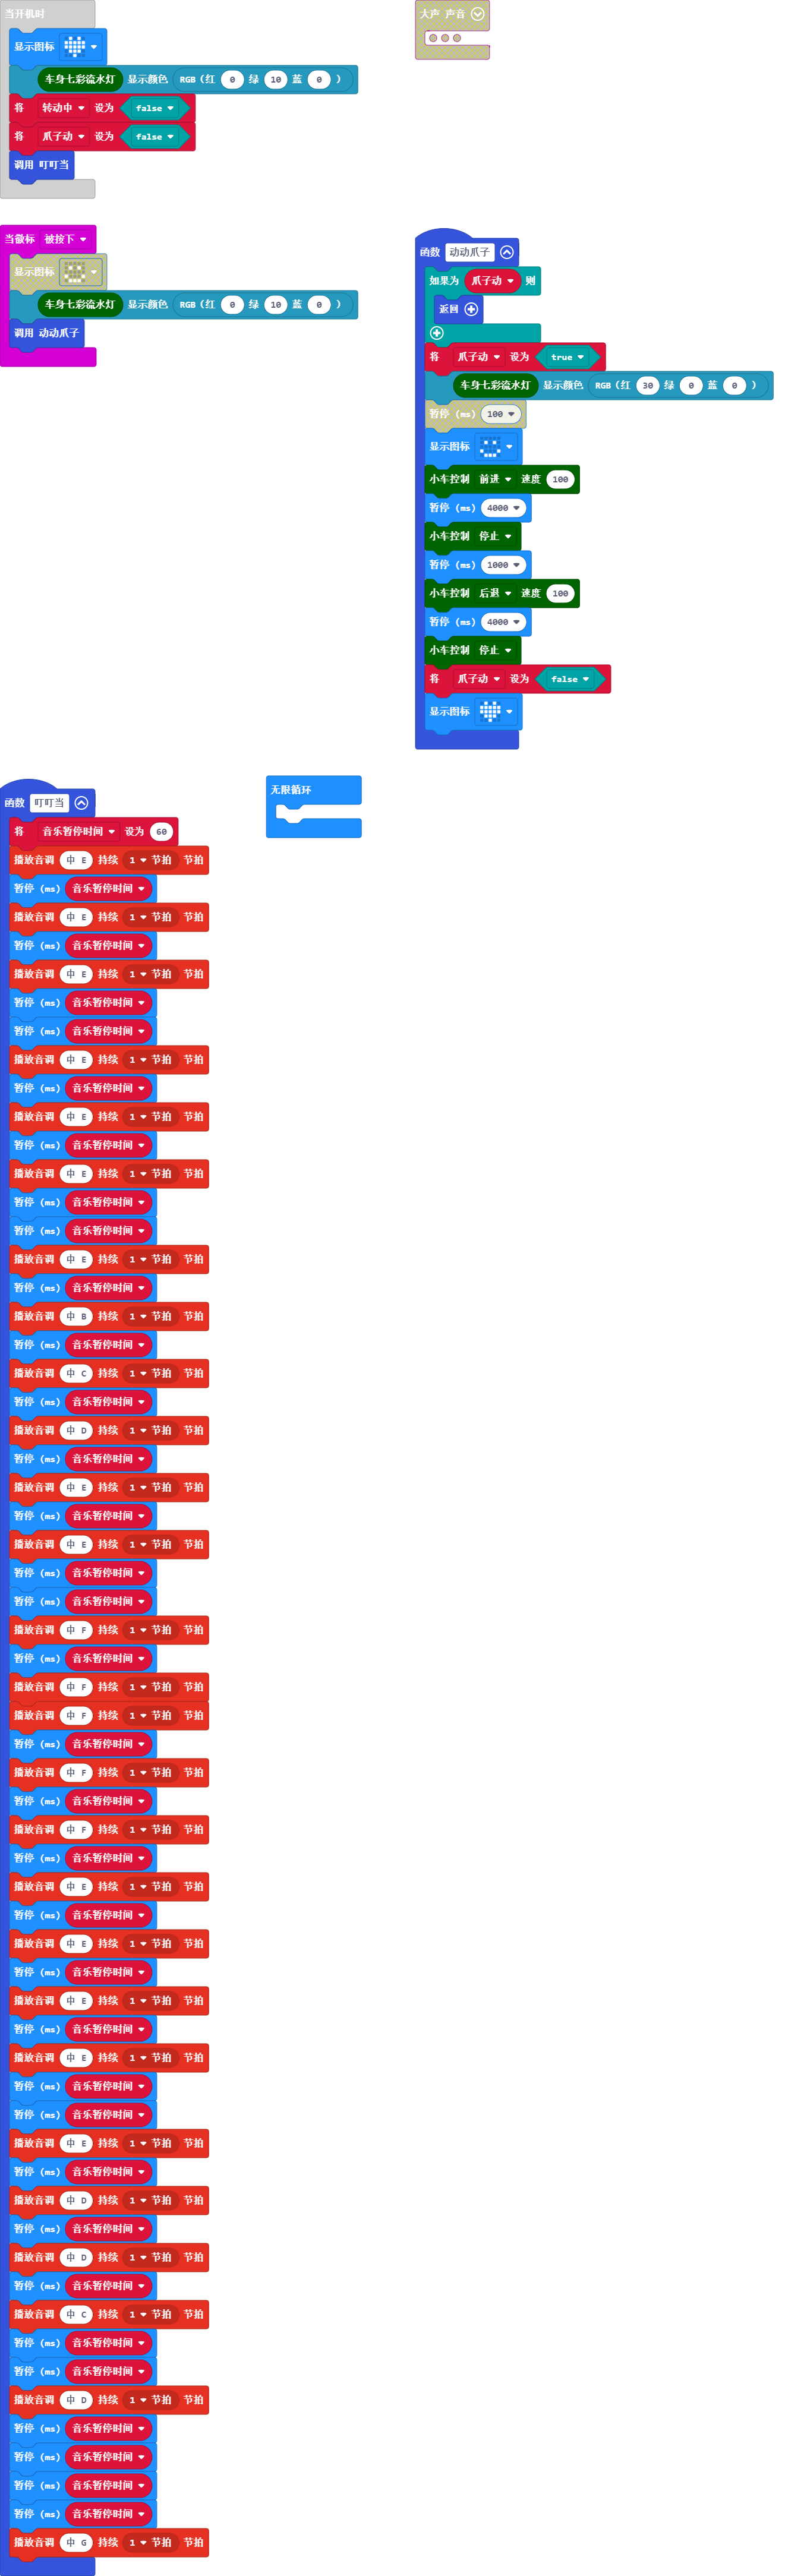 当开机时
显示图标
车身七彩流水灯 显示颜色 RGB（红 0 绿 10 蓝 0 ）
将 转动中 设为 false
将 爪子动 设为 false
调用 叮叮当
大声 声音
当徽标 被按下
显示图标
车身七彩流水灯 显示颜色 RGB（红 0 绿 10 蓝 0 ）
调用 动动爪子
函数 动动爪子
如果为 爪子动 则
返回
将 爪子动 设为 true
车身七彩流水灯 显示颜色 RGB（红 30 绿 0 蓝 0 ）
暂停 (ms) 100
显示图标
小车控制 前进 速度 100
暂停 (ms) 4000
小车控制 停止
暂停 (ms) 1000
小车控制 后退 速度 100
暂停 (ms) 4000
小车控制 停止
将 爪子动 设为 false
显示图标
无限循环
函数 叮叮当
将 音乐暂停时间 设为 60
播放音调 中 E 持续 1 节拍 节拍
暂停 (ms) 音乐暂停时间
播放音调 中 E 持续 1 节拍 节拍
暂停 (ms) 音乐暂停时间
播放音调 中 E 持续 1 节拍 节拍
暂停 (ms) 音乐暂停时间
暂停 (ms) 音乐暂停时间
播放音调 中 E 持续 1 节拍 节拍
暂停 (ms) 音乐暂停时间
播放音调 中 E 持续 1 节拍 节拍
暂停 (ms) 音乐暂停时间
播放音调 中 E 持续 1 节拍 节拍
暂停 (ms) 音乐暂停时间
暂停 (ms) 音乐暂停时间
播放音调 中 E 持续 1 节拍 节拍
暂停 (ms) 音乐暂停时间
播放音调 中 B 持续 1 节拍 节拍
暂停 (ms) 音乐暂停时间
播放音调 中 C 持续 1 节拍 节拍
暂停 (ms) 音乐暂停时间
播放音调 中 D 持续 1 节拍 节拍
暂停 (ms) 音乐暂停时间
播放音调 中 E 持续 1 节拍 节拍
暂停 (ms) 音乐暂停时间
播放音调 中 E 持续 1 节拍 节拍
暂停 (ms) 音乐暂停时间
暂停 (ms) 音乐暂停时间
播放音调 中 F 持续 1 节拍 节拍
暂停 (ms) 音乐暂停时间
播放音调 中 F 持续 1 节拍 节拍
播放音调 中 F 持续 1 节拍 节拍
暂停 (ms) 音乐暂停时间
播放音调 中 F 持续 1 节拍 节拍
暂停 (ms) 音乐暂停时间
播放音调 中 F 持续 1 节拍 节拍
暂停 (ms) 音乐暂停时间
播放音调 中 E 持续 1 节拍 节拍
暂停 (ms) 音乐暂停时间
播放音调 中 E 持续 1 节拍 节拍
暂停 (ms) 音乐暂停时间
播放音调 中 E 持续 1 节拍 节拍
暂停 (ms) 音乐暂停时间
播放音调 中 E 持续 1 节拍 节拍
暂停 (ms) 音乐暂停时间
暂停 (ms) 音乐暂停时间
播放音调 中 E 持续 1 节拍 节拍
暂停 (ms) 音乐暂停时间
播放音调 中 D 持续 1 节拍 节拍
暂停 (ms) 音乐暂停时间
播放音调 中 D 持续 1 节拍 节拍
暂停 (ms) 音乐暂停时间
播放音调 中 C 持续 1 节拍 节拍
暂停 (ms) 音乐暂停时间
暂停 (ms) 音乐暂停时间
播放音调 中 D 持续 1 节拍 节拍
暂停 (ms) 音乐暂停时间
暂停 (ms) 音乐暂停时间
暂停 (ms) 音乐暂停时间
暂停 (ms) 音乐暂停时间
播放音调 中 G 持续 1 节拍 节拍